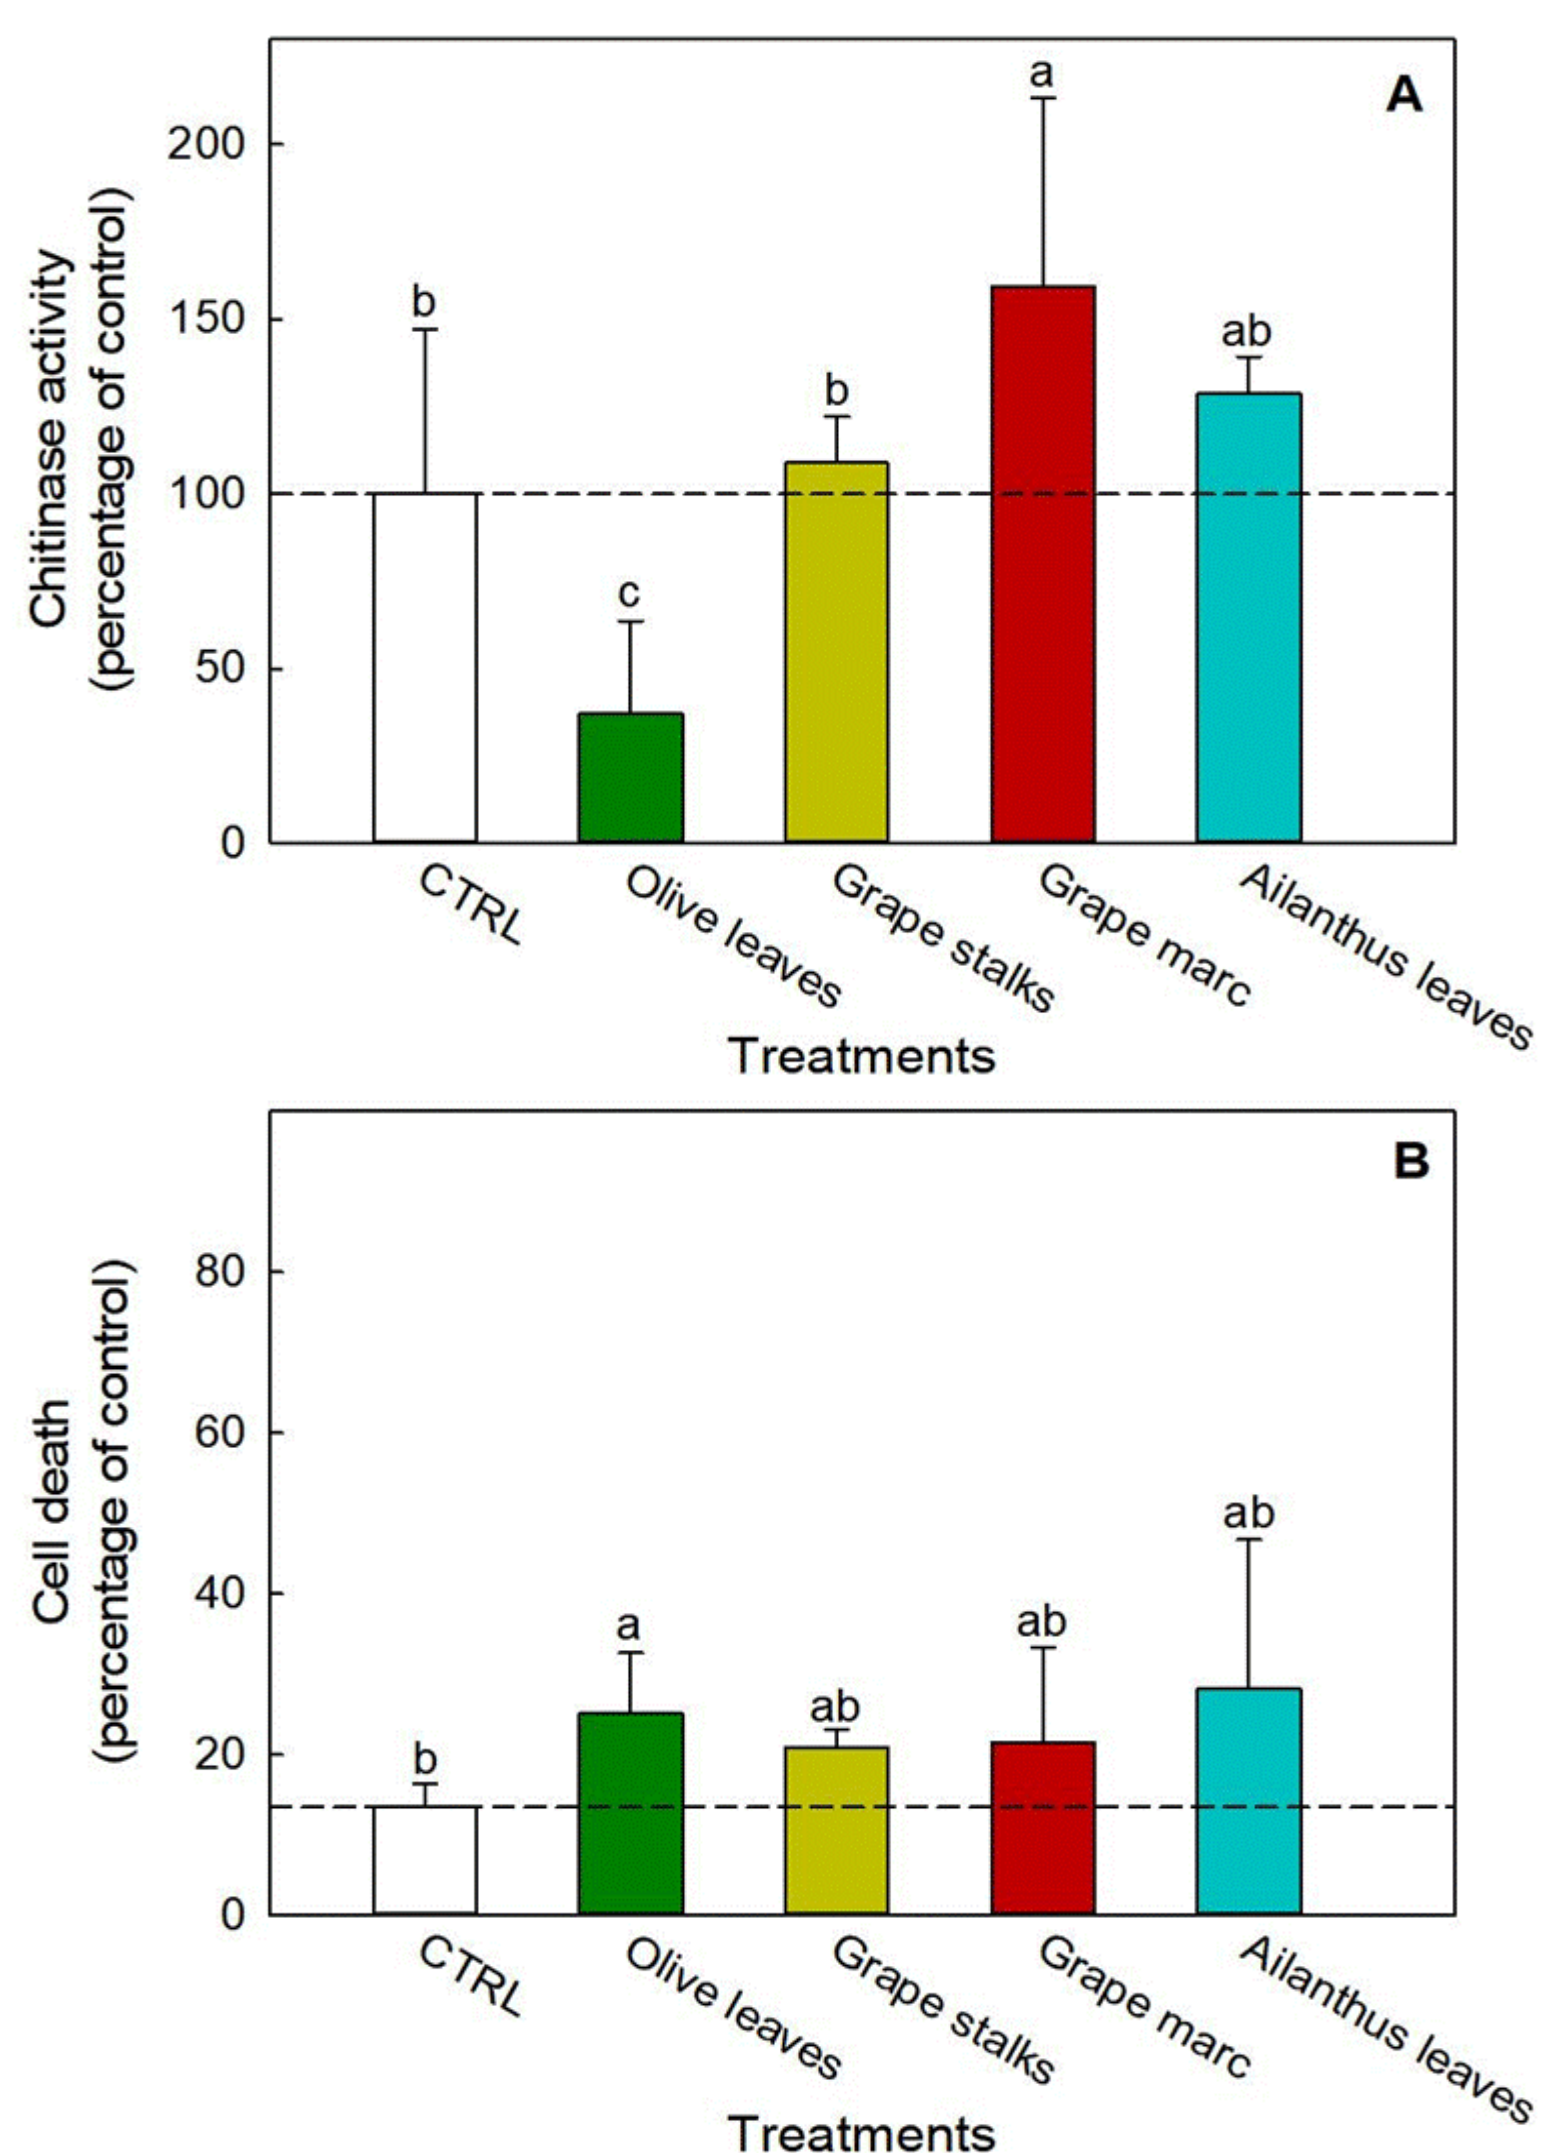 A
a
200
b
150
ab
b
100
c
50
0
Chitinase activity
(percentage of control)
CTRL
Olive leaves
Grape stalks
Grape marc
Ailanthus leaves
Treatments
B
80
60
ab
40
a
ab
ab
b
20
0
Cell death
(percentage of control)
CTRL
Olive leaves
Grape stalks
Grape marc
Ailanthus leaves
Treatments